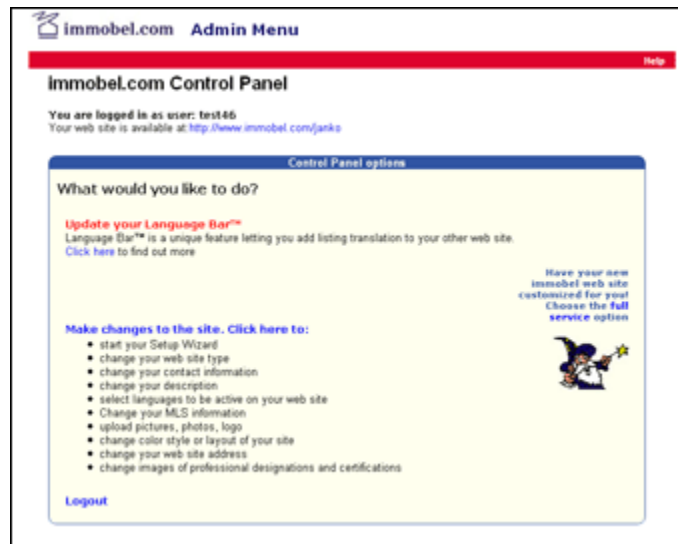 immobel.com Admin Menu
Help
immobel.com Control Panel
You are logged in as user: test46
Your web site is available at: http://www.immobel.com/janko
Control Panel options
What would you like to do?
Update your Language Bar™
Language Bar™ is a unique feature letting you add listing translation to your other web site.
Click here to find out more
Have your new
immobel web site
customized for you!
Choose the full
service option
Make changes to the site. Click here to:
• start your Setup Wizard
• change your web site type
• change your contact information
• change your description
• select languages to be active on your web site
• Change your MLS information
• upload pictures, photos, logo
• change color style or layout of your site
• change your web site address
• change images of professional designations and certifications
Logout